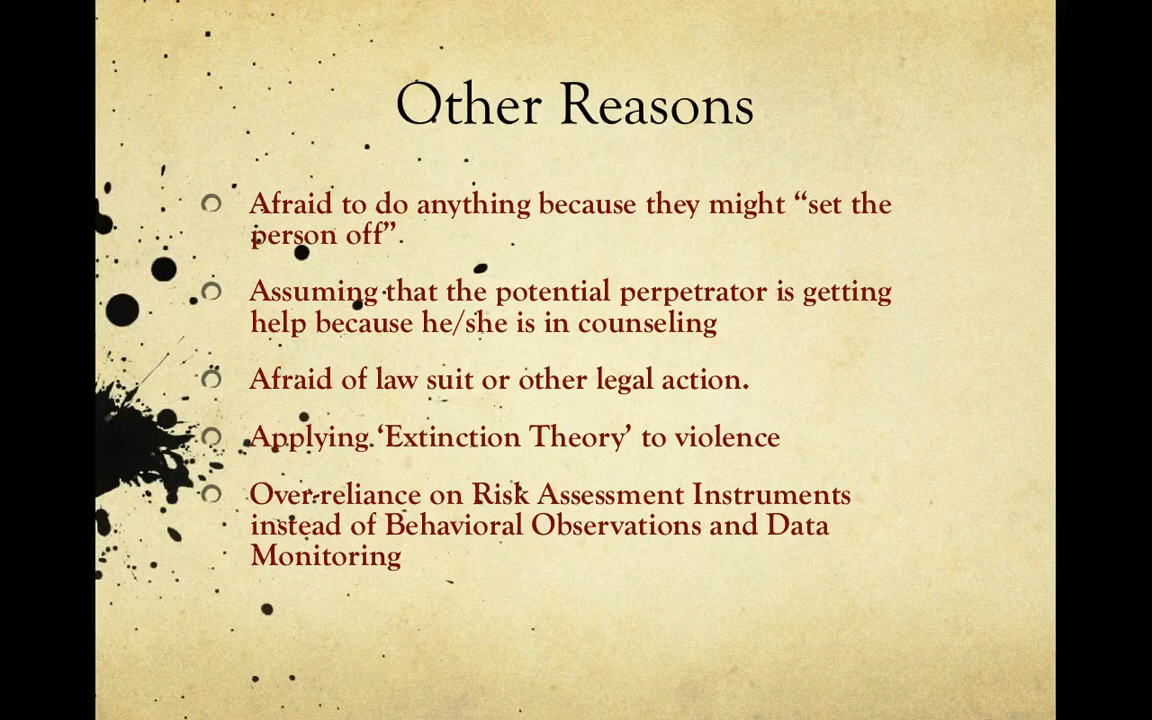 Other Reasons
Afraid to do anything because they might “set the
person off”.
Assuming that the potential perpetrator is getting
help because he/she is in counseling
Afraid of law suit or other legal action.
Applying ‘Extinction Theory’ to violence
Over-reliance on Risk Assessment Instruments
instead of Behavioral Observations and Data
Monitoring